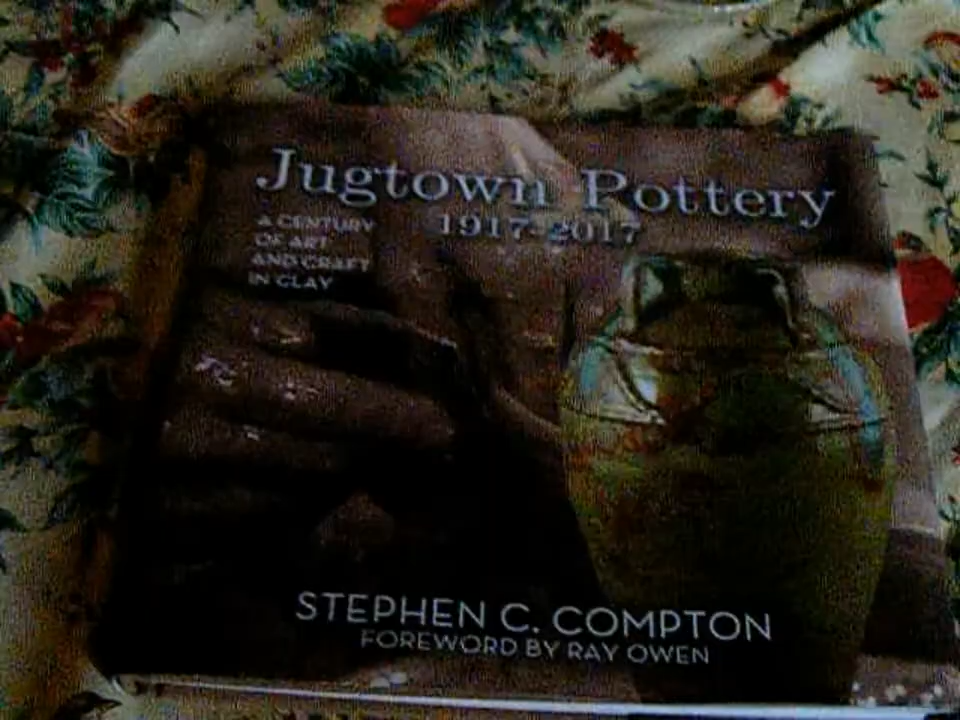 Jugtown Pottery
1917-2017
A CENTURY
OF ART
AND CRAFT
IN CLAY
STEPHEN C. COMPTON
FOREWORD BY RAY OWEN